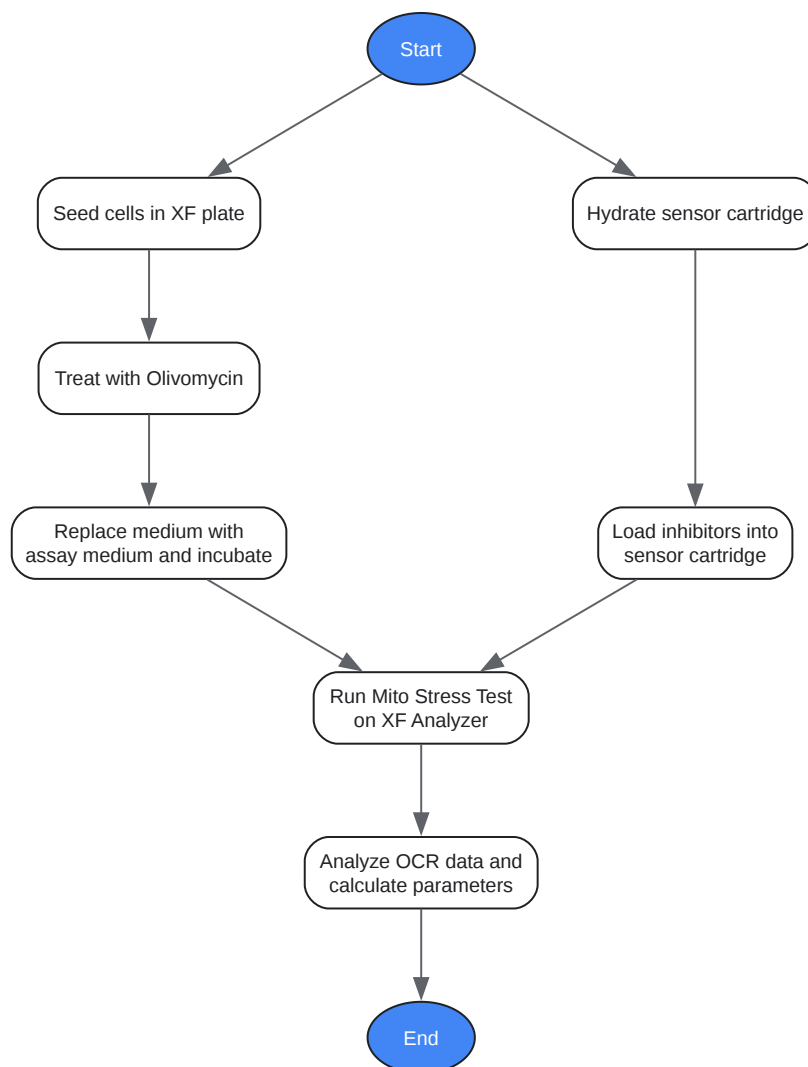 Start
Seed cells in XF plate
Hydrate sensor cartridge
Treat with Olivomycin
Replace medium with
assay medium and incubate
Load inhibitors into
sensor cartridge
Run Mito Stress Test
on XF Analyzer
Analyze OCR data and
calculate parameters
End